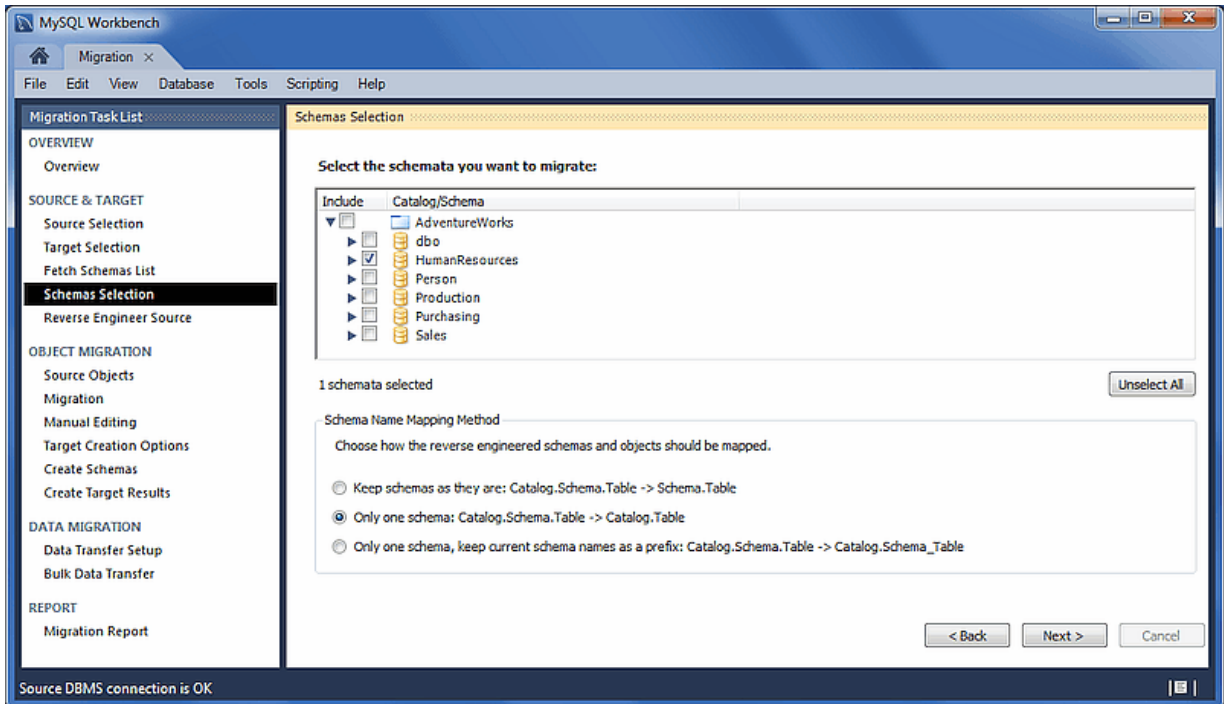 MySQL Workbench
Migration
File Edit View Database Tools Scripting Help
Migration Task List
OVERVIEW
Overview
SOURCE & TARGET
Source Selection
Target Selection
Fetch Schemas List
Schemas Selection
Reverse Engineer Source
OBJECT MIGRATION
Source Objects
Migration
Manual Editing
Target Creation Options
Create Schemas
Create Target Results
DATA MIGRATION
Data Transfer Setup
Bulk Data Transfer
REPORT
Migration Report
Schemas Selection
Select the schemata you want to migrate:
Include Catalog/Schema
AdventureWorks
dbo
HumanResources
Person
Production
Purchasing
Sales
1 schemata selected
Unselect All
Schema Name Mapping Method
Choose how the reverse engineered schemas and objects should be mapped.
Keep schemas as they are: Catalog.Schema.Table -> Schema.Table
Only one schema: Catalog.Schema.Table -> Catalog.Table
Only one schema, keep current schema names as a prefix: Catalog.Schema.Table -> Catalog.Schema_Table
< Back Next > Cancel
Source DBMS connection is OK